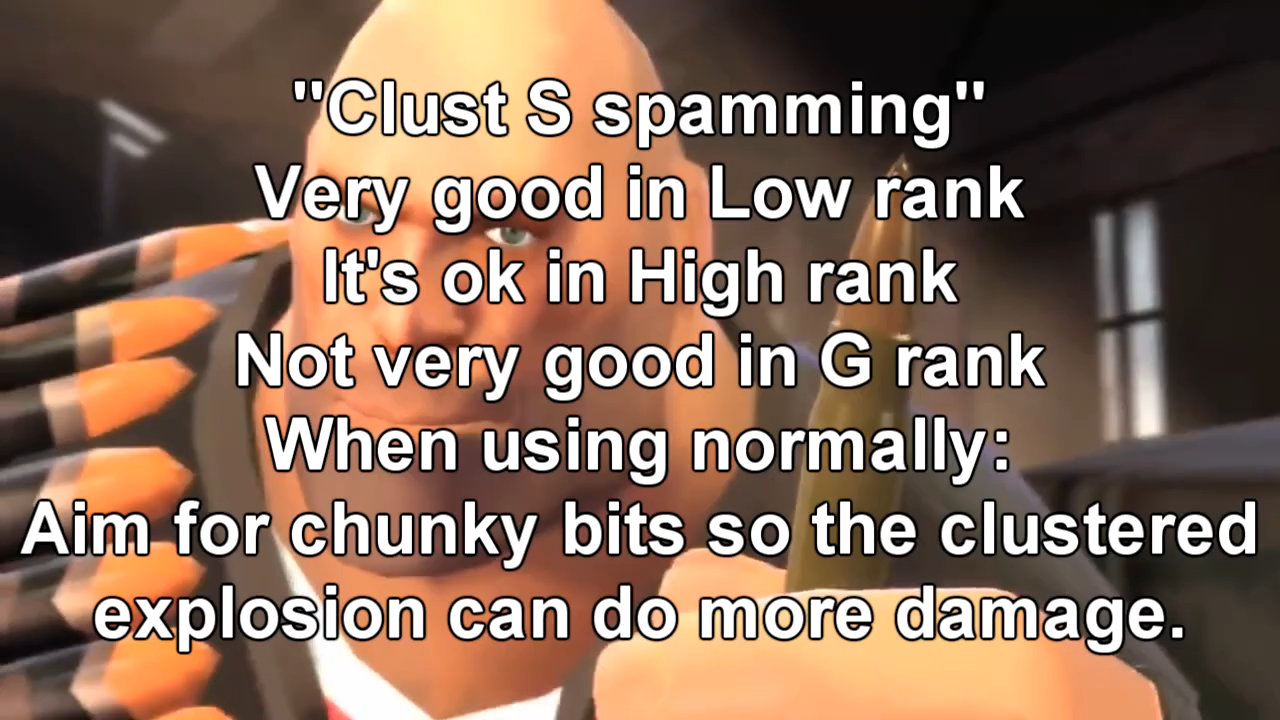 "Clust S spamming"
Very good in Low rank
It's ok in High rank
Not very good in G rank
When using normally:
Aim for chunky bits so the clustered
explosion can do more damage.